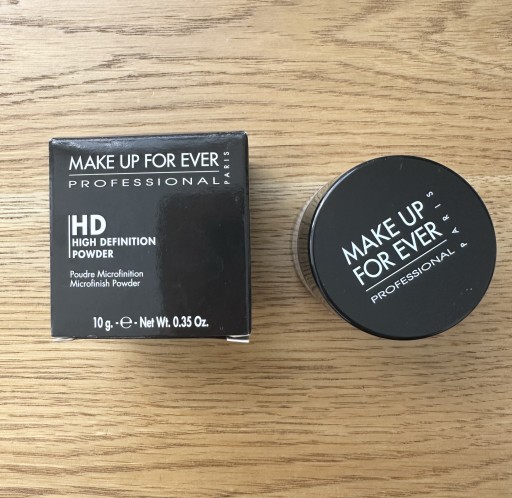 MAKE UP FOR EVER
PROFESSIONAL PARIS
HD
HIGH DEFINITION
POWDER
Poudre Microfinition
Microfinish Powder
10 g. - ℮ - Net Wt. 0.35 Oz.
MAKE UP
FOR EVER
PROFESSIONAL PARIS